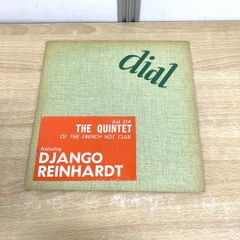 dial
dial 214
THE QUINTET
OF THE FRENCH HOT CLUB
featuring
DJANGO
REINHARDT